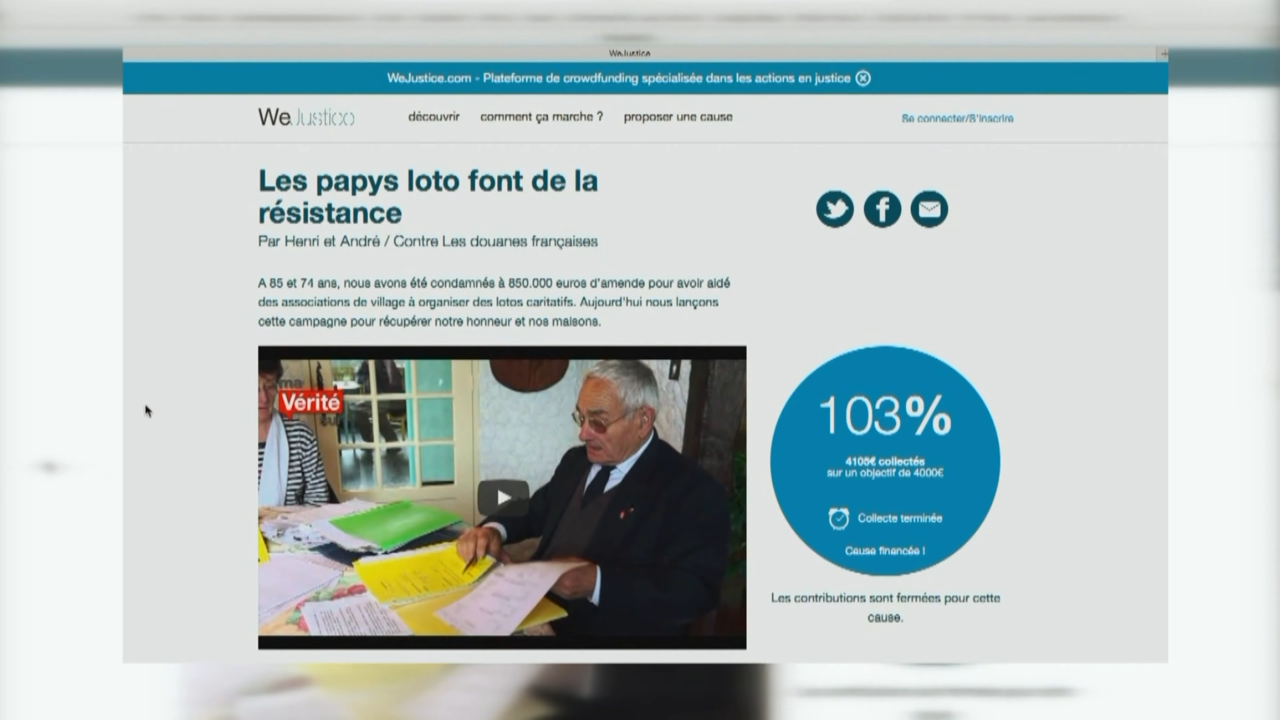 WeJustice
WeJustice.com - Plateforme de crowdfunding spécialisée dans les actions en justice
WeJustice
découvrir comment ça marche ? proposer une cause
Se connecter/S'inscrire
Les papys loto font de la
résistance
Par Henri et André / Contre Les douanes françaises
A 85 et 74 ans, nous avons été condamnés à 850.000 euros d'amende pour avoir aidé
des associations de village à organiser des lotos caritatifs. Aujourd'hui nous lançons
cette campagne pour récupérer notre honneur et nos maisons.
ma
Vérité
103%
4105€ collectés
sur un objectif de 4000€
Collecte terminée
Cause financée !
Les contributions sont fermées pour cette
cause.